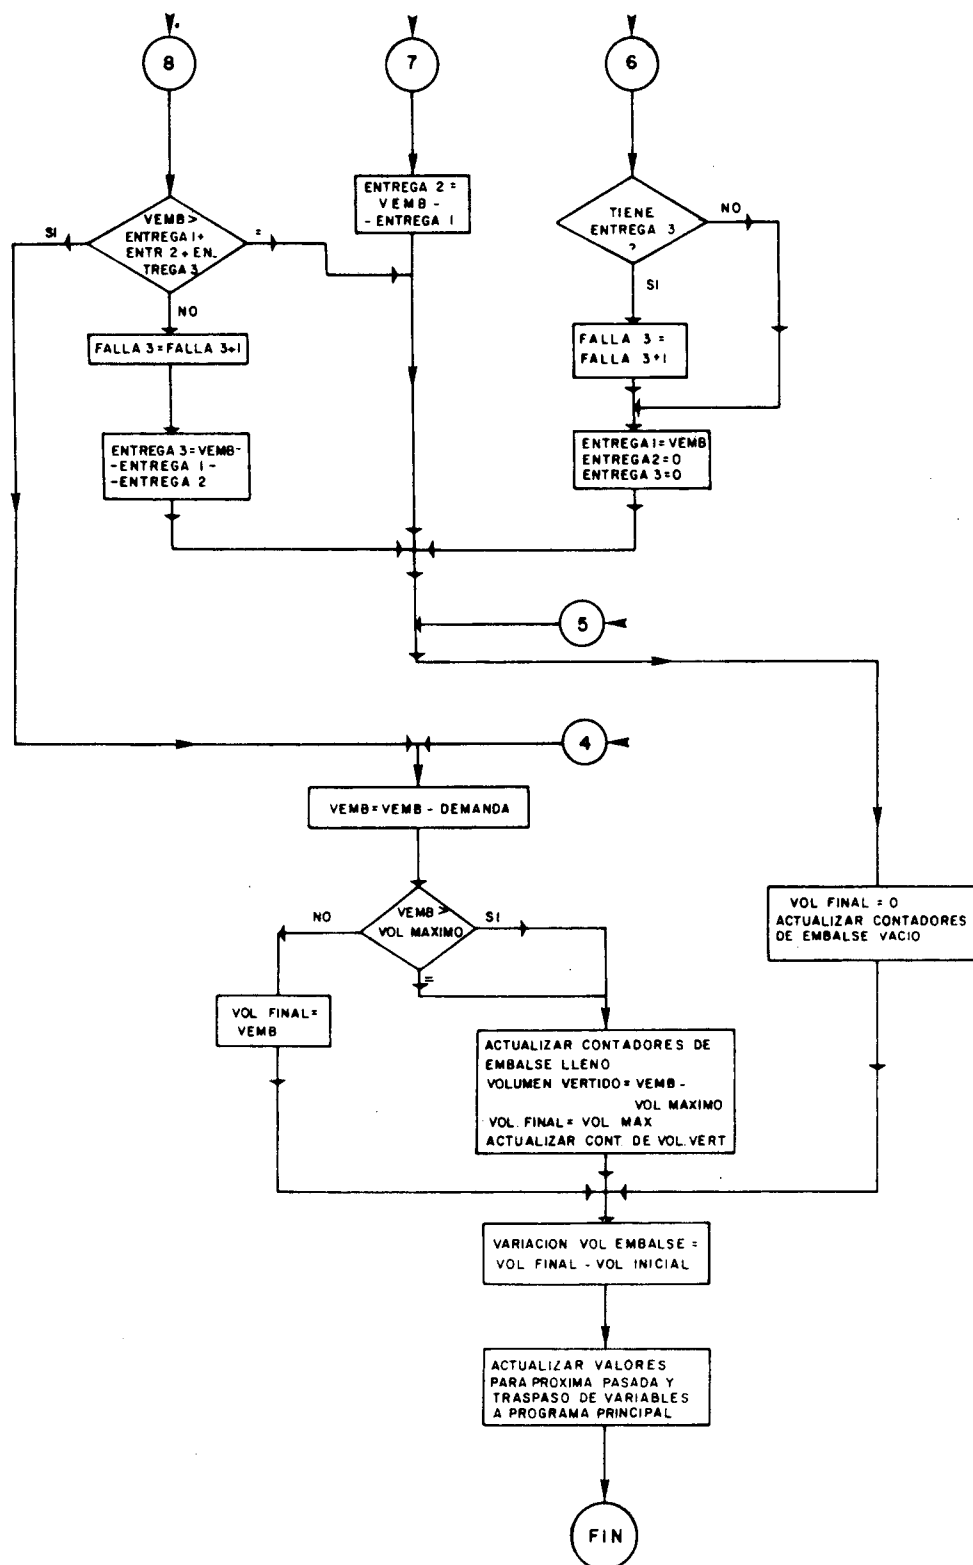 8
7
6
VEMB >
ENTREGA 1+
ENTR 2 + EN_
TREGA 3
SI
=
NO
FALLA 3 = FALLA 3+1
ENTREGA 3 = VEMB-
-ENTREGA 1 -
-ENTREGA 2
ENTREGA 2 =
VEMB -
- ENTREGA 1
TIENE
ENTREGA 3
?
NO
SI
FALLA 3 =
FALLA 3+1
ENTREGA 1 = VEMB
ENTREGA 2 = 0
ENTREGA 3 = 0
5
4
VEMB = VEMB - DEMANDA
VEMB >
VOL MAXIMO
NO
SI
=
VOL FINAL =
VEMB
VOL FINAL = 0
ACTUALIZAR CONTADORES
DE EMBALSE VACIO
ACTUALIZAR CONTADORES DE
EMBALSE LLENO
VOLUMEN VERTIDO = VEMB -
VOL MAXIMO
VOL. FINAL = VOL MAX
ACTUALIZAR CONT. DE VOL. VERT
VARIACION VOL EMBALSE =
VOL FINAL - VOL INICIAL
ACTUALIZAR VALORES
PARA PROXIMA PASADA Y
TRASPASO DE VARIABLES
A PROGRAMA PRINCIPAL
FIN